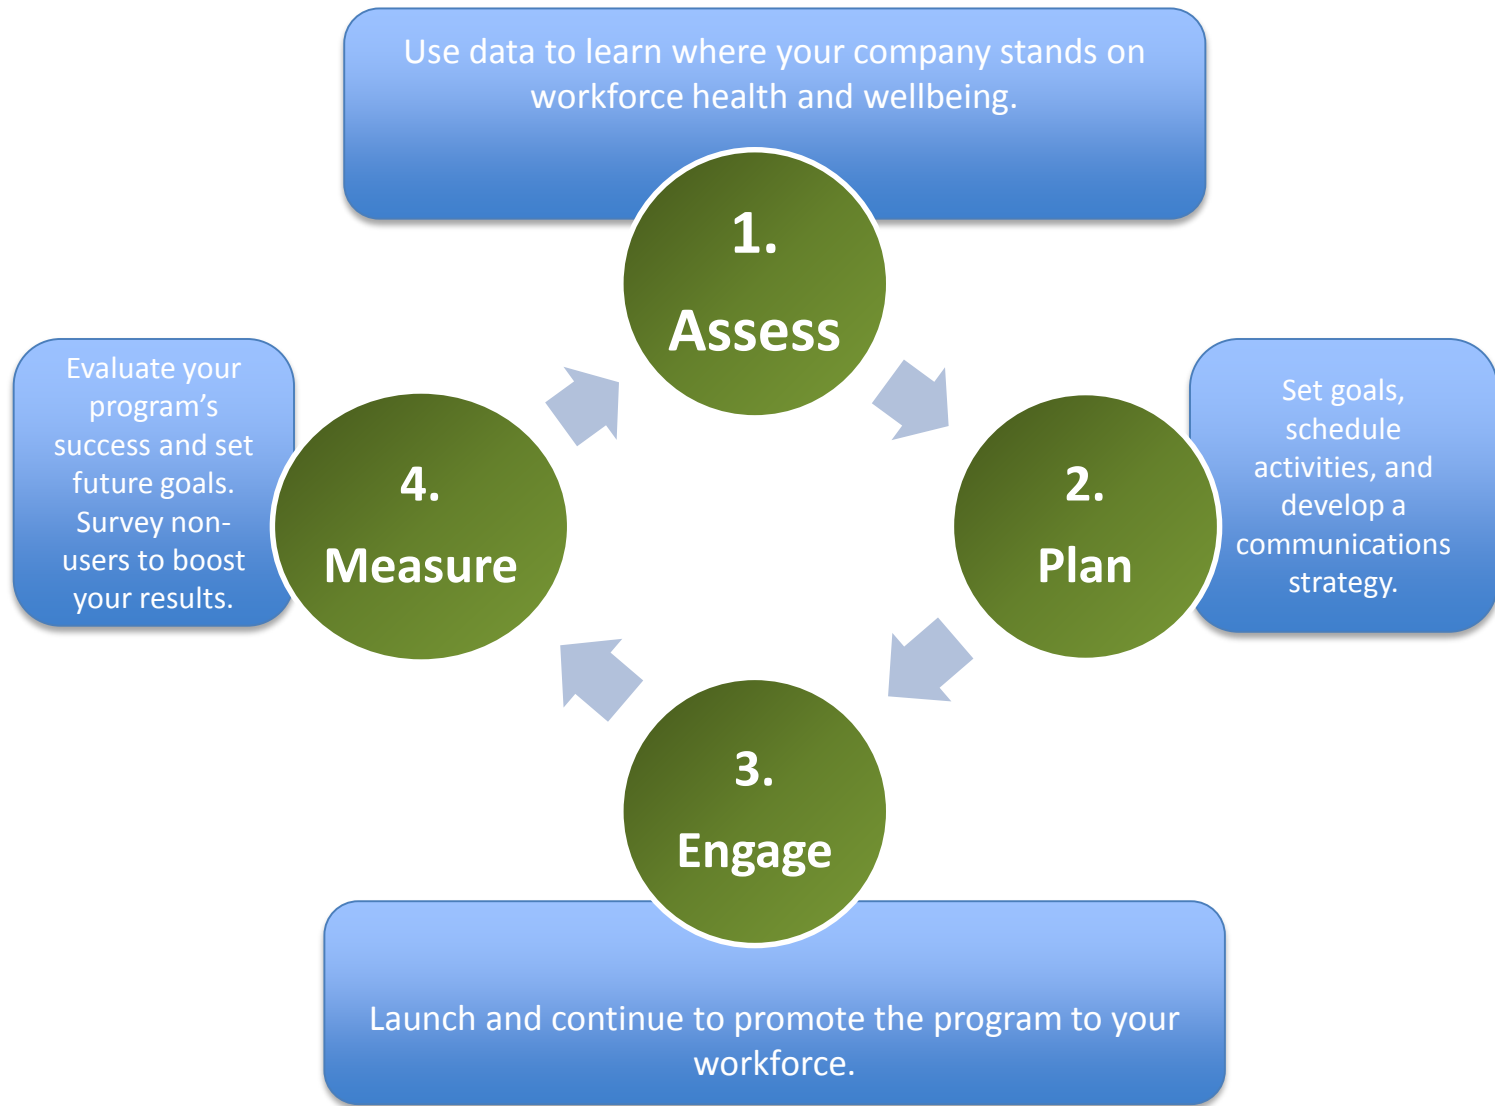 Use data to learn where your company stands on
workforce health and wellbeing.
1.
Assess
2.
Plan
Set goals,
schedule
activities, and
develop a
communications
strategy.
3.
Engage
Launch and continue to promote the program to your
workforce.
4.
Measure
Evaluate your
program’s
success and set
future goals.
Survey non-
users to boost
your results.